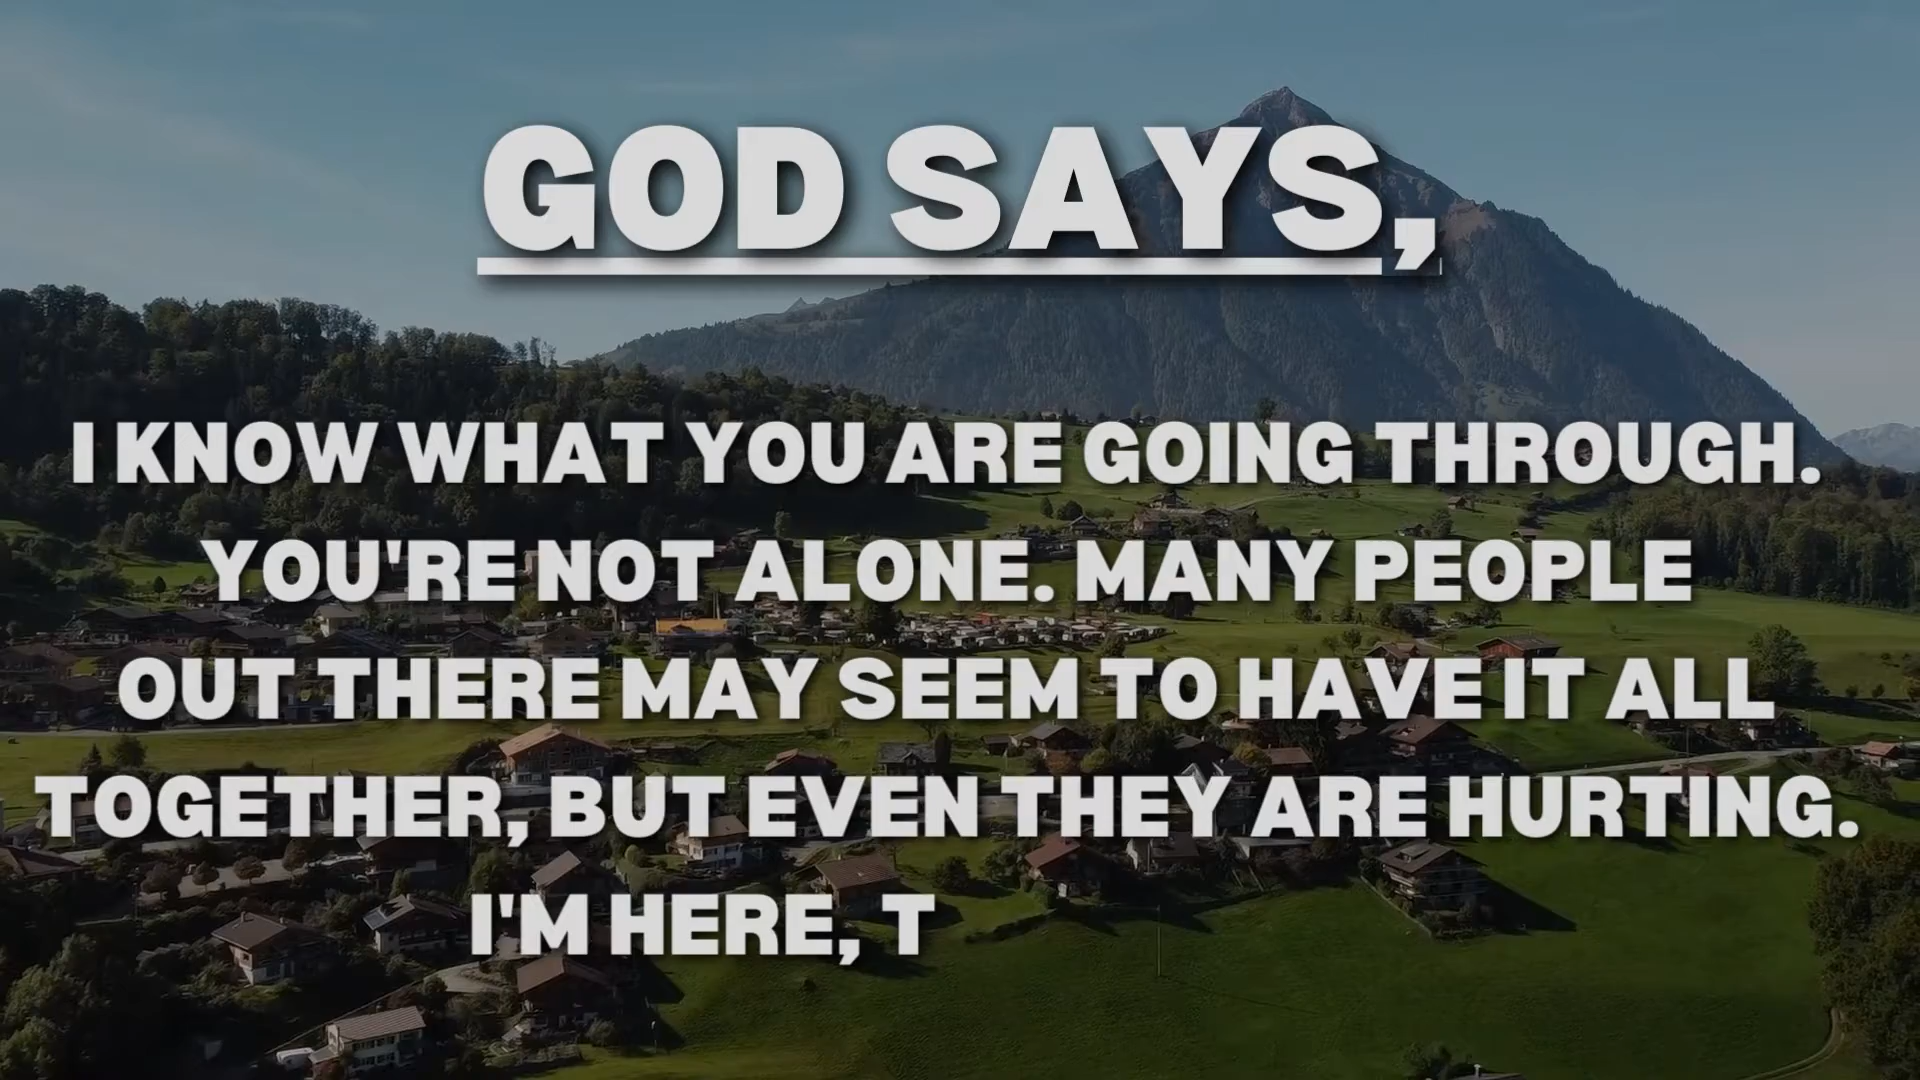 GOD SAYS,
I KNOW WHAT YOU ARE GOING THROUGH.
YOU'RE NOT ALONE. MANY PEOPLE
OUT THERE MAY SEEM TO HAVE IT ALL
TOGETHER, BUT EVEN THEY ARE HURTING.
I'M HERE, T